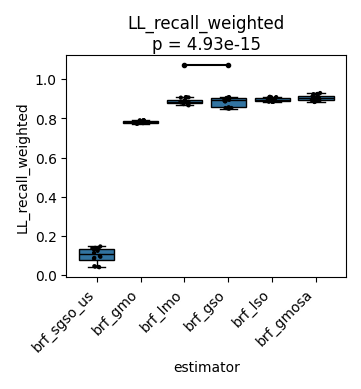 LL_recall_weighted
p = 4.93e-15
LL_recall_weighted
1.0
0.8
0.6
0.4
0.2
0.0
brf_sgso_us
brf_gmo
brf_lmo
brf_gso
brf_lso
brf_gmosa
estimator